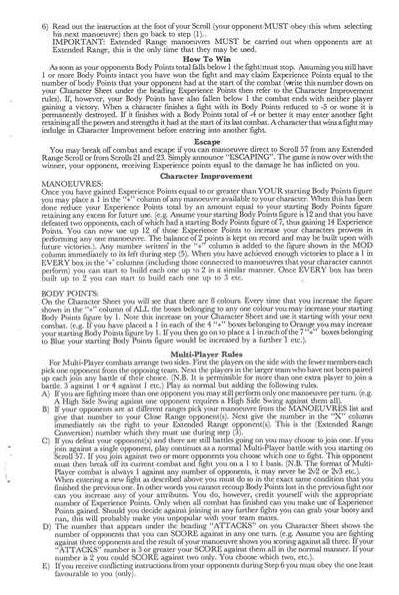 6) Read out the instruction at the foot of your Scroll (your opponent MUST obey this when selecting
his next manoeuvre) then go back to step (1)..
IMPORTANT: Extended Range manoeuvres MUST be carried out when opponents are at
Extended Range, this is the only time that they may be used.
How To Win
As soon as your opponents Body Points total falls below 1 the fight must stop. Assuming you still have
1 or more Body Points intact you have won the fight and may claim Experience Points equal to the
number of body points that your opponent had at the start of the combat (write this number down on
your Character Sheet under the heading Experience Points then refer to the Character Improvement
rules). If, however, your Body Points have also fallen below 1 the combat ends with neither player
gaining a victory. When a character finishes a fight with its Body Points reduced to -5 or worse it is
permanently destroyed. If it finishes with a Body Points total of -4 or better it may enter another fight
retaining all the powers and strengths it had at the start of its last combat. A character that wins a fight may
indulge in Character Improvement before entering into another fight.
Escape
You may break off combat and escape if you can manoeuvre direct to Scroll 57 from any Extended
Range Scroll or from Scrolls 21 and 23. Simply announce "ESCAPING". The game is now over with the
winner, your opponent, receiving Experience Points equal to the damage he has inflicted on you.
Character Improvement
MANOEUVRES:
Once you have gained Experience Points equal to or greater than YOUR starting Body Points figure
you may place a 1 in the "+" column of any manoeuvre available to your character. When this has been
done reduce your Experience Points total by an amount equal to your starting Body Points figure
retaining any excess for future use. (e.g. Assume your starting Body Points figure is 12 and that you have
defeated two opponents, each of which had a starting Body Points figure of 7, thus gaining 14 Experience
Points. You can now use up 12 of those Experience Points to increase your characters powers in
performing any one manoeuvre. The balance of 2 points is kept on record and may be built upon with
future victories.). Any number written in the "+" column is added to the figure shown in the MOD
column immediately to its left during step (5). When you have achieved enough victories to place a 1 in
EVERY box in the '+' column (including those connected to manoeuvres that your character cannot
perform) you can start to build each one up to 2 in a similar manner. Once EVERY box has been
built up to 2 you can start to build each one up to 3 etc.
BODY POINTS:
On the Character Sheet you will see that there are 8 colours. Every time that you increase the figure
shown in the "+" column of ALL the boxes belonging to any one colour you may increase your starting
Body Points figure by 1. Note this increase on your Character Sheet and use it starting with your next
combat. (e.g. If you have placed a 1 in each of the 4 "+" boxes belonging to Orange you may increase
your starting Body Points figure by 1. If you then go on to place a 1 in each of the 7 "+" boxes belonging
to Blue your starting Body Points figure would be increased by a further 1 etc.).
Multi-Player Rules
For Multi-Player combats arrange two sides. First the players on the side with the fewer members each
pick one opponent from the opposing team. Next the players in the larger team who have not been paired
up each join any battle of their choice. (N.B. It is permissible for more than one extra player to join a
battle. 3 against 1 or 4 against 1 etc.) Play as normal but adding the following rules.
A) If you are fighting more than one opponent you may still perform only one manoeuvre per turn. (e.g.
A High Side Swing against one opponent requires a High Side Swing against them all).
B) If your opponents are at different ranges pick your manoeuvre from the MANOEUVRES list and
give that number to your Close Range opponent(s). Next give the number in the "X" column
immediately on the right to your Extended Range opponent(s). This is the (Extended Range
Conversion) number which they must use during step (3).
C) If you defeat your opponent(s) and there are still battles going on you may choose to join one. If you
join against a single opponent, play continues as a normal Multi-Player battle with you starting on
Scroll 57. If you join against two or more opponents you choose which one to fight. This opponent
must then break off its current combat and fight you on a 1 to 1 basis. (N.B. The format of Multi-
Player combat is always 1 against any number of opponents, it may never be 2v2 or 2v3 etc.).
When entering a new fight as described above you must do so in the exact same condition that you
finished the previous one. In other words you cannot recoup Body Points lost in the previous fight nor
can you increase any of your attributes. You do, however, credit yourself with the appropriate
number of Experience Points. Only when all combat has finished can you make use of Experience
Points gained. Should you decide against joining in any further fights you can grab your booty and
run, this will probably make you unpopular with your team mates.
D) The number that appears under the heading "ATTACKS" on you Character Sheet shows the
number of opponents that you can SCORE against in any one turn. (e.g. Assume you are fighting
against three opponents and the result of your manoeuvre shows you scoring against all three. If your
"ATTACKS" number is 3 or greater your SCORE against them all in the normal manner. If your
number is 2 you could SCORE against two only. You choose which two, etc.).
E) If you receive conflicting instructions from your opponents during Step 6 you must obey the one least
favourable to you (only).